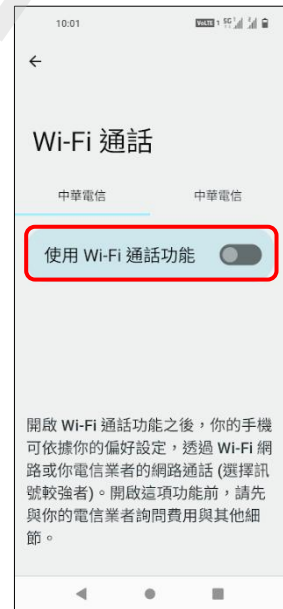 10:01 VoLTE 1 5G
Wi-Fi 通話
中華電信 中華電信
使用 Wi-Fi 通話功能
開啟 Wi-Fi 通話功能之後，你的手機
可依據你的偏好設定，透過 Wi-Fi 網
路或你電信業者的網路通話 (選擇訊
號較強者)。開啟這項功能前，請先
與你的電信業者詢問費用與其他細
節。